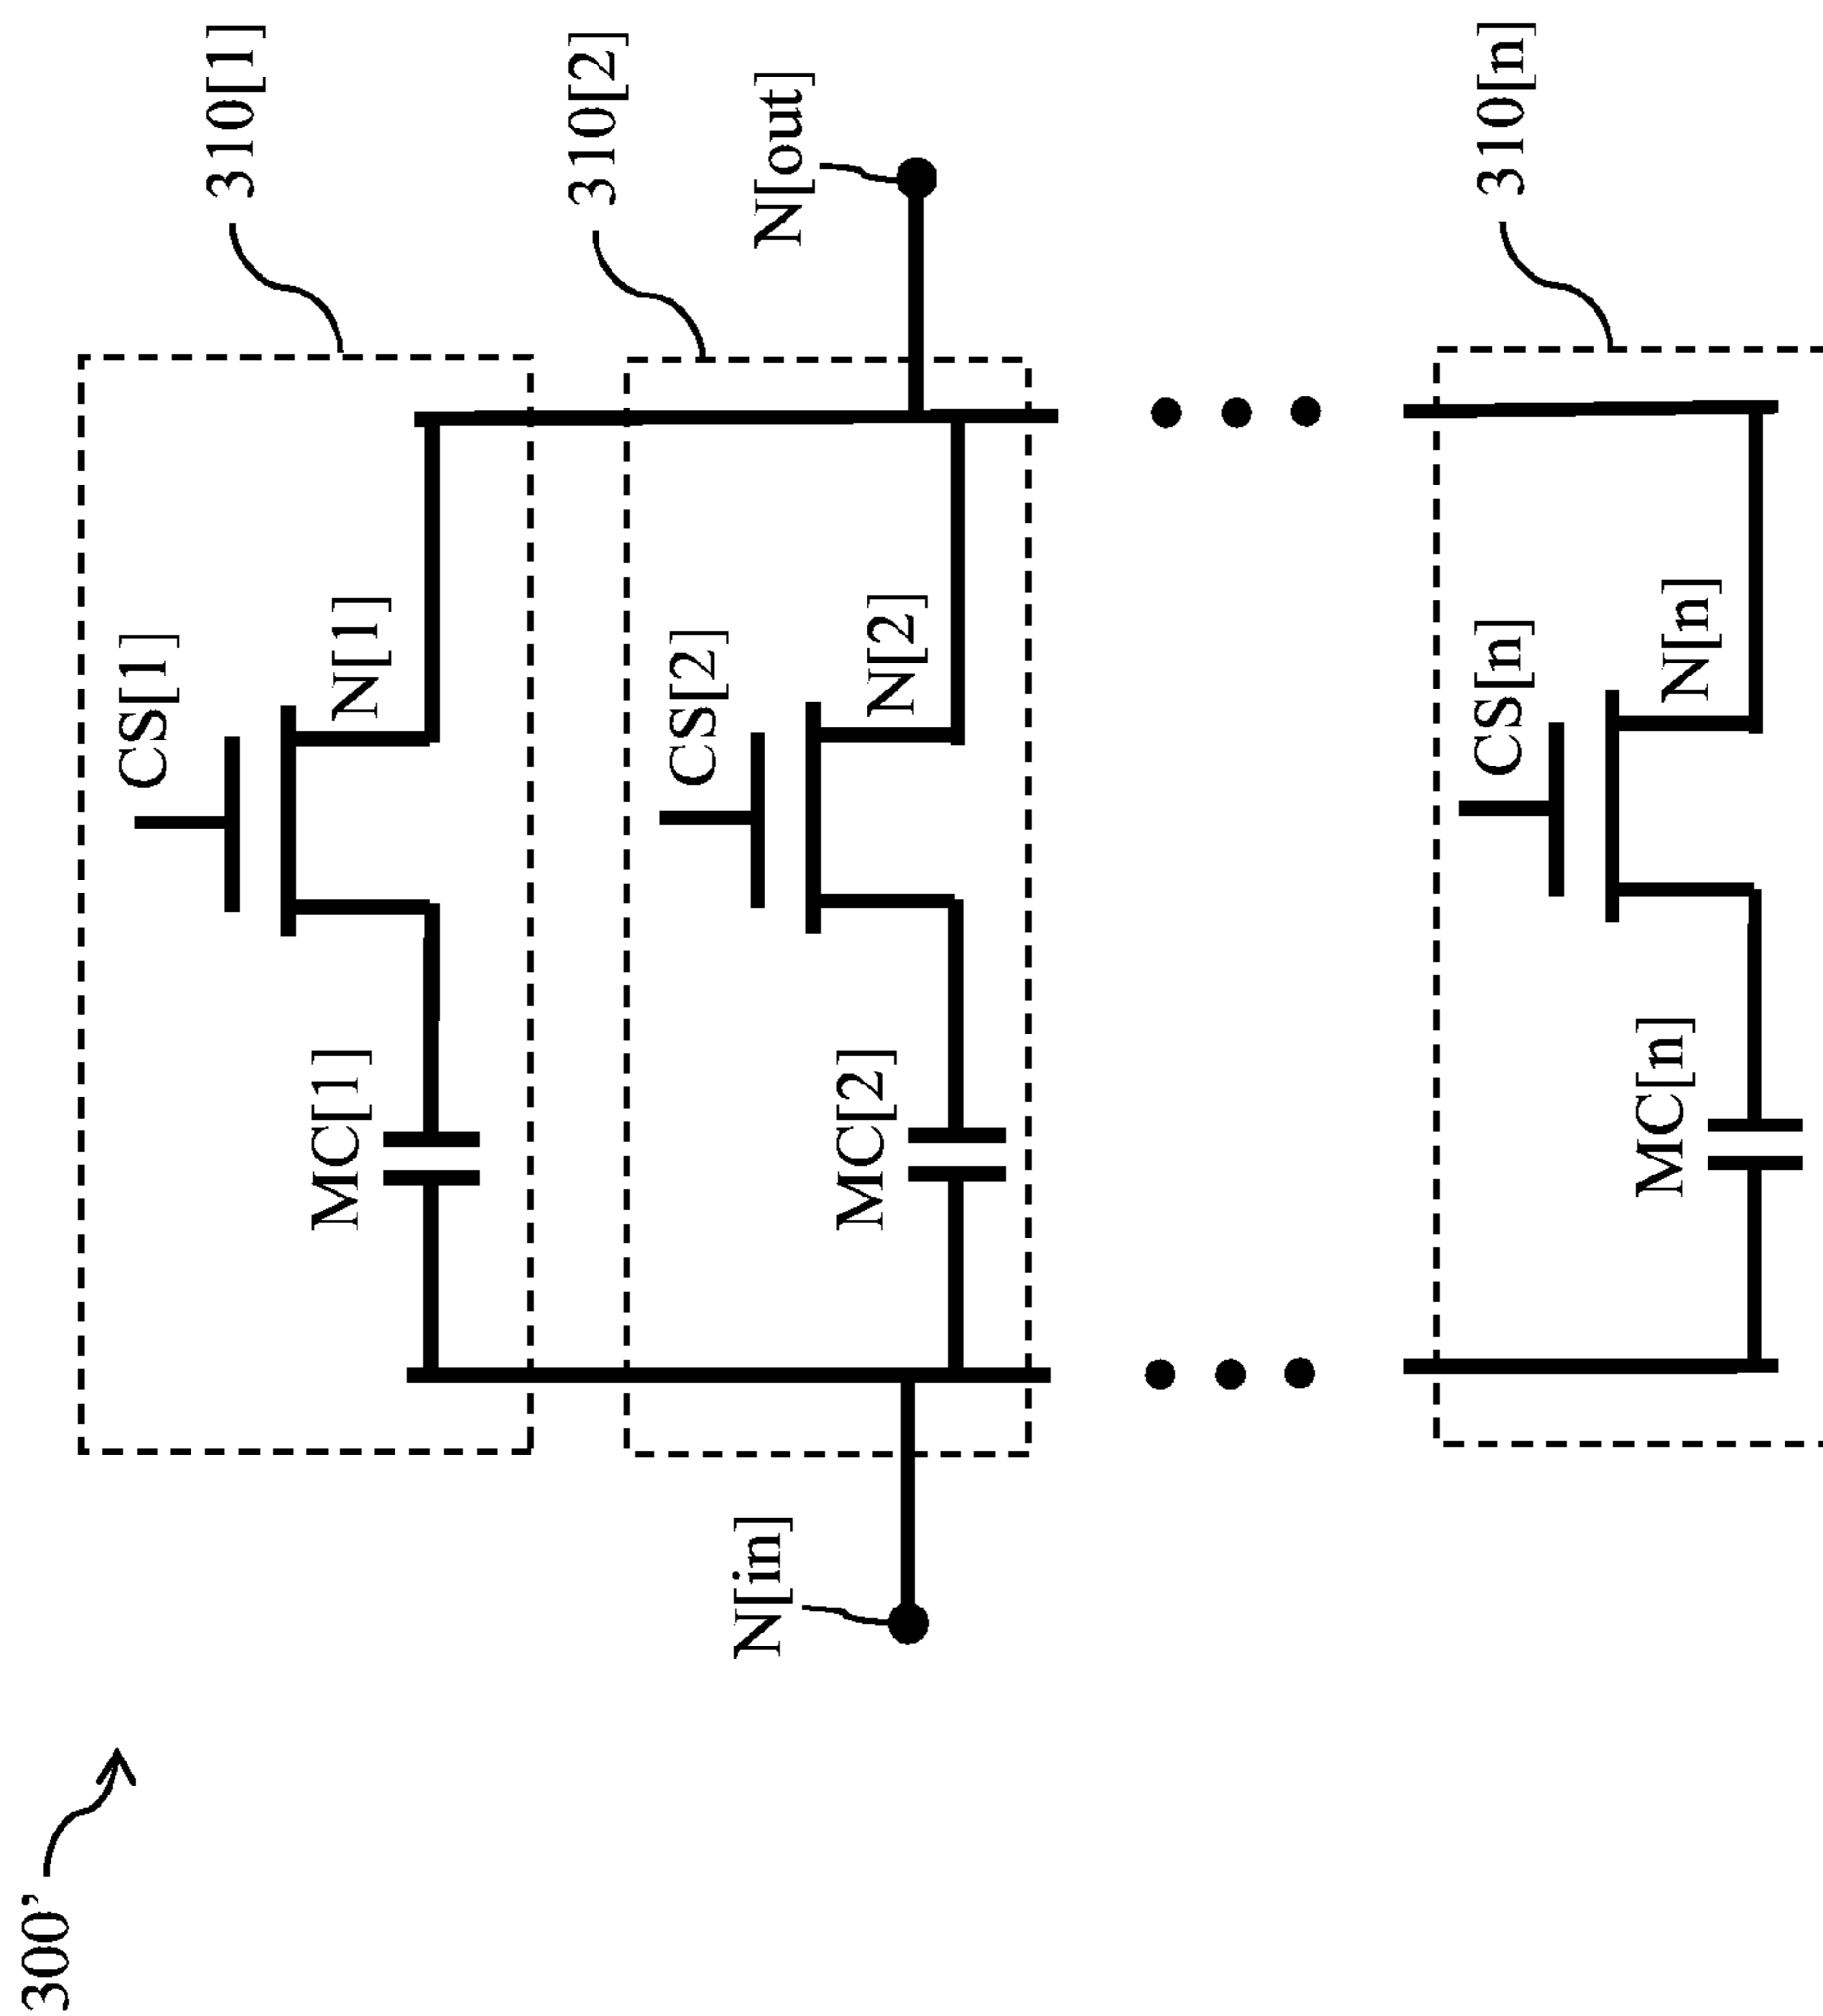 300”
310[1]
CS[1]
N[1]
MC[1]
310[2]
CS[2]
N[2]
MC[2]
N[in]
N[out]
310[n]
CS[n]
N[n]
MC[n]